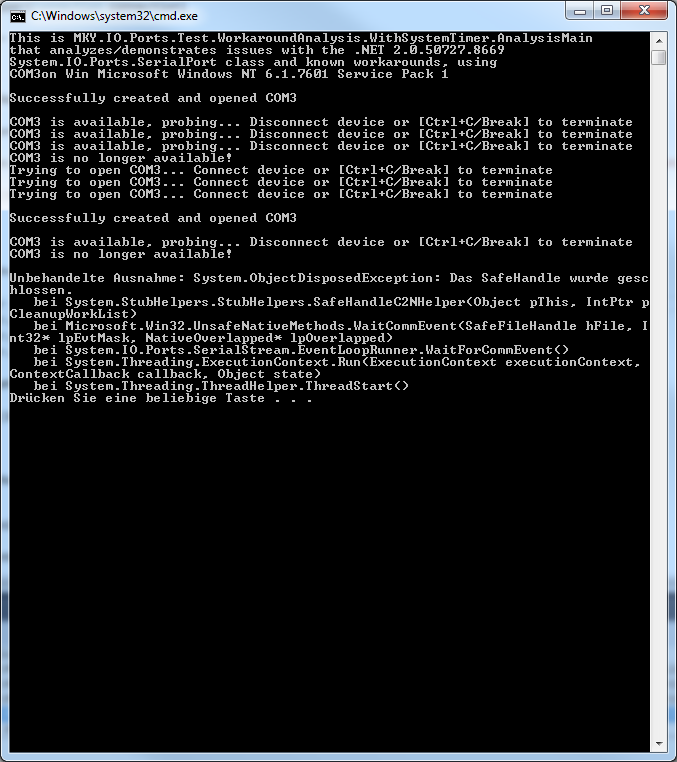 C:\Windows\system32\cmd.exe
This is MKY.IO.Ports.Test.WorkaroundAnalysis.WithSystemTimer.AnalysisMain
that analyzes/demonstrates issues with the .NET 2.0.50727.8669
System.IO.Ports.SerialPort class and known workarounds, using
COM3on Win Microsoft Windows NT 6.1.7601 Service Pack 1
Successfully created and opened COM3
COM3 is available, probing... Disconnect device or [Ctrl+C/Break] to terminate
COM3 is available, probing... Disconnect device or [Ctrl+C/Break] to terminate
COM3 is available, probing... Disconnect device or [Ctrl+C/Break] to terminate
COM3 is no longer available!
Trying to open COM3... Connect device or [Ctrl+C/Break] to terminate
Trying to open COM3... Connect device or [Ctrl+C/Break] to terminate
Trying to open COM3... Connect device or [Ctrl+C/Break] to terminate
Successfully created and opened COM3
COM3 is available, probing... Disconnect device or [Ctrl+C/Break] to terminate
COM3 is no longer available!
Unbehandelte Ausnahme: System.ObjectDisposedException: Das SafeHandle wurde gesc
hlossen.
   bei System.StubHelpers.StubHelpers.SafeHandleC2NHelper(Object pThis, IntPtr p
CleanupWorkList)
   bei Microsoft.Win32.UnsafeNativeMethods.WaitCommEvent(SafeFileHandle hFile, I
nt32* lpEvtMask, NativeOverlapped* lpOverlapped)
   bei System.IO.Ports.SerialStream.EventLoopRunner.WaitForCommEvent()
   bei System.Threading.ExecutionContext.Run(ExecutionContext executionContext,
ContextCallback callback, Object state)
   bei System.Threading.ThreadHelper.ThreadStart()
Drücken Sie eine beliebige Taste . . .